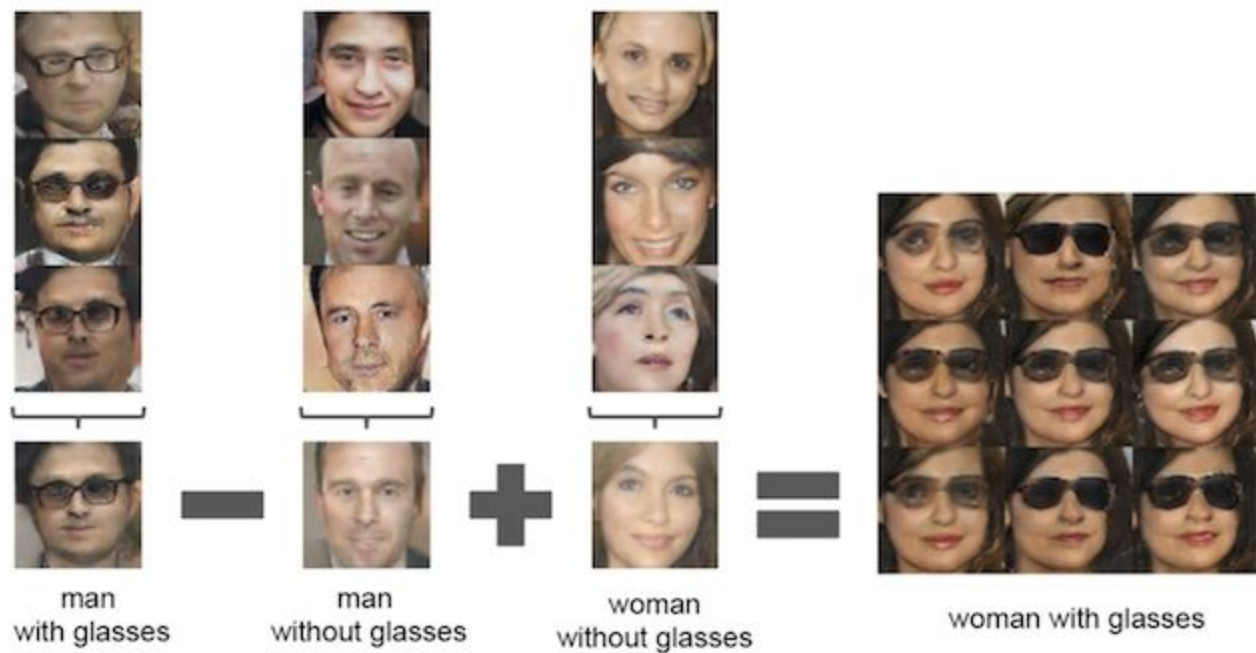 man
with glasses
man
without glasses
woman
without glasses
woman with glasses